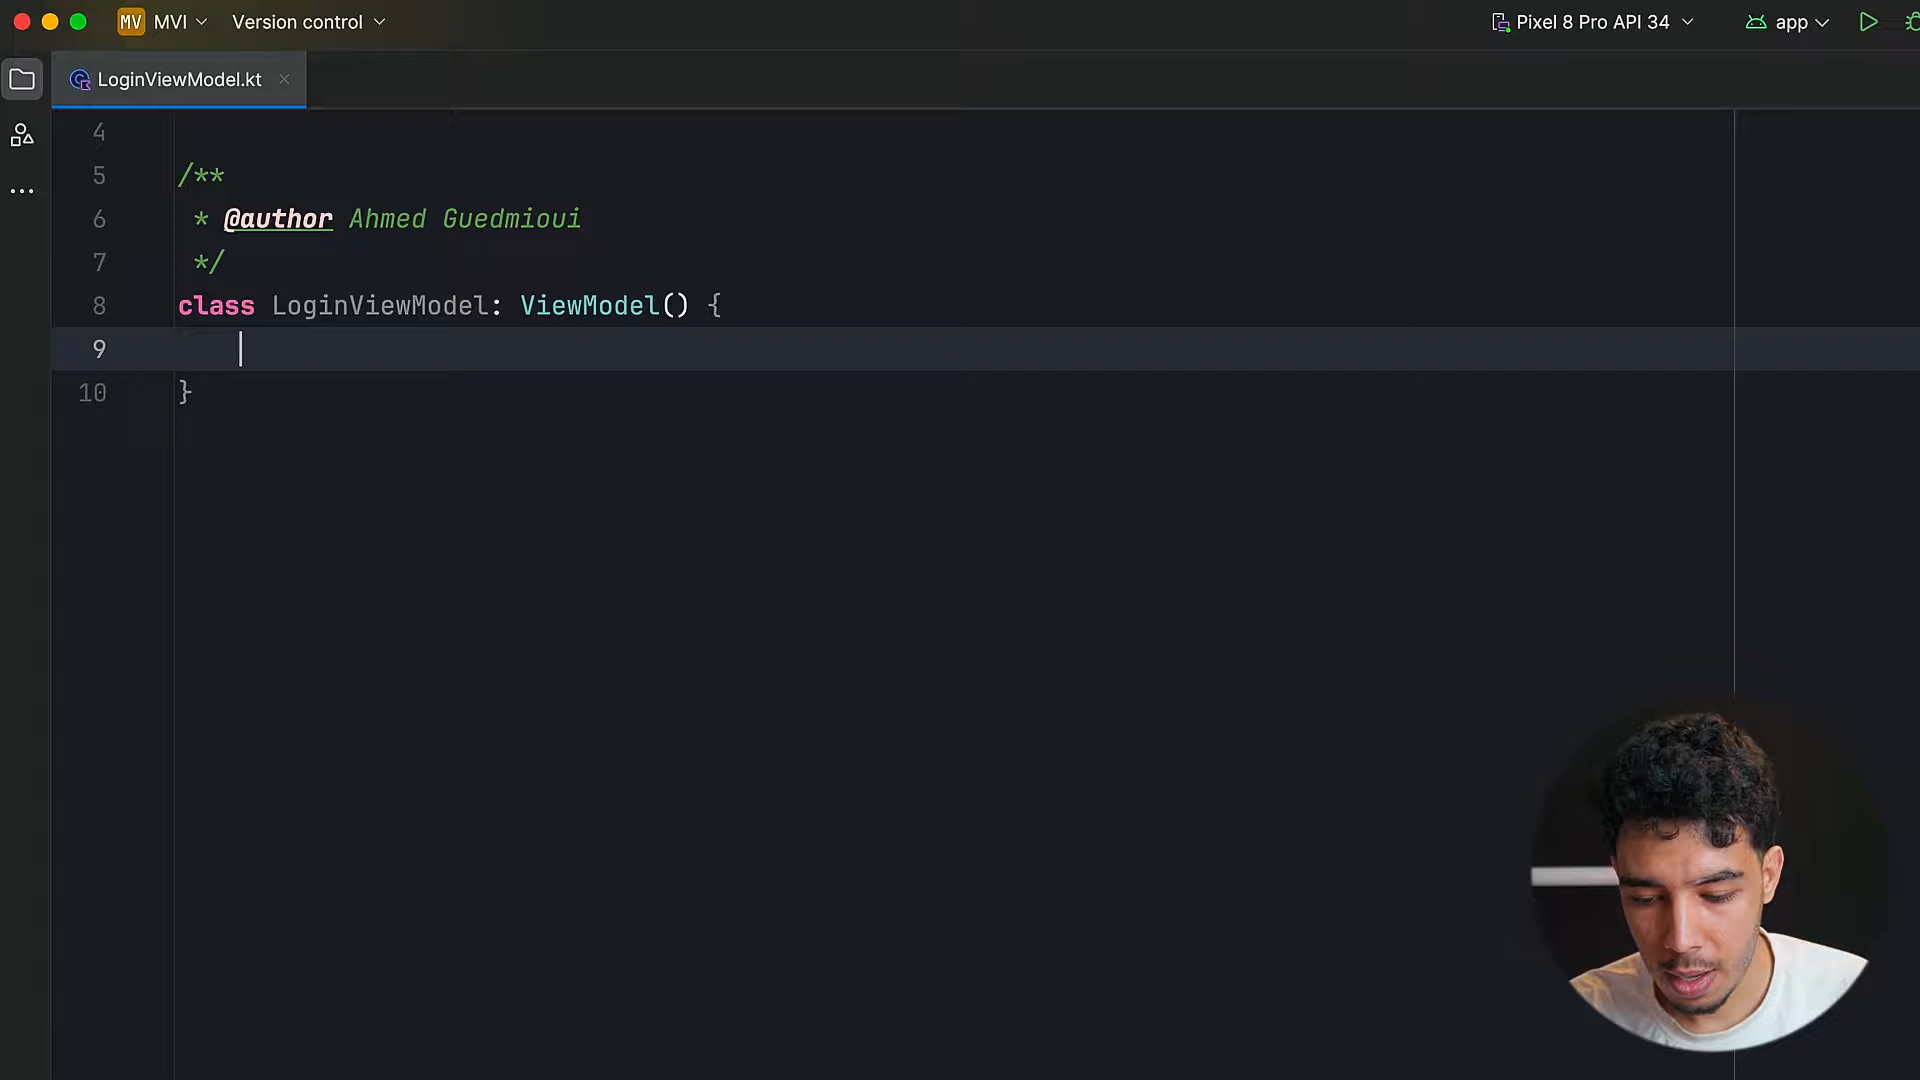 MV MVI Version control Pixel 8 Pro API 34 app
LoginViewModel.kt
4
5 /**
6 * @author Ahmed Guedmioui
7 */
8 class LoginViewModel: ViewModel() {
9
10 }